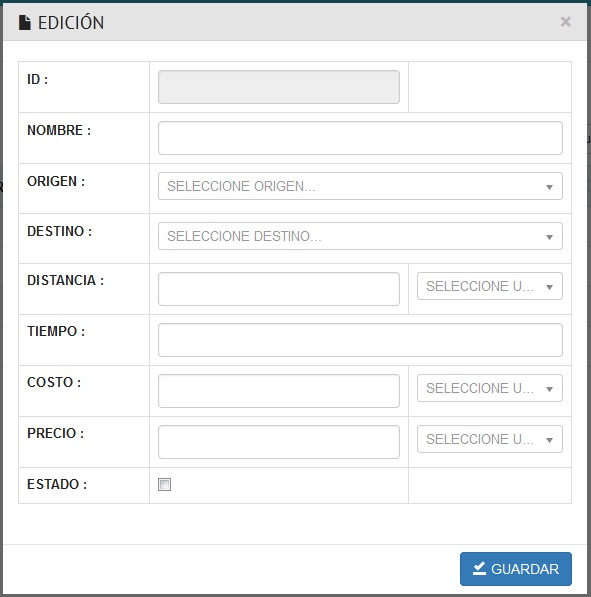 EDICIÓN ×
ID :
NOMBRE :
ORIGEN : SELECCIONE ORIGEN...
DESTINO : SELECCIONE DESTINO...
DISTANCIA : SELECCIONE U...
TIEMPO :
COSTO : SELECCIONE U...
PRECIO : SELECCIONE U...
ESTADO :
GUARDAR